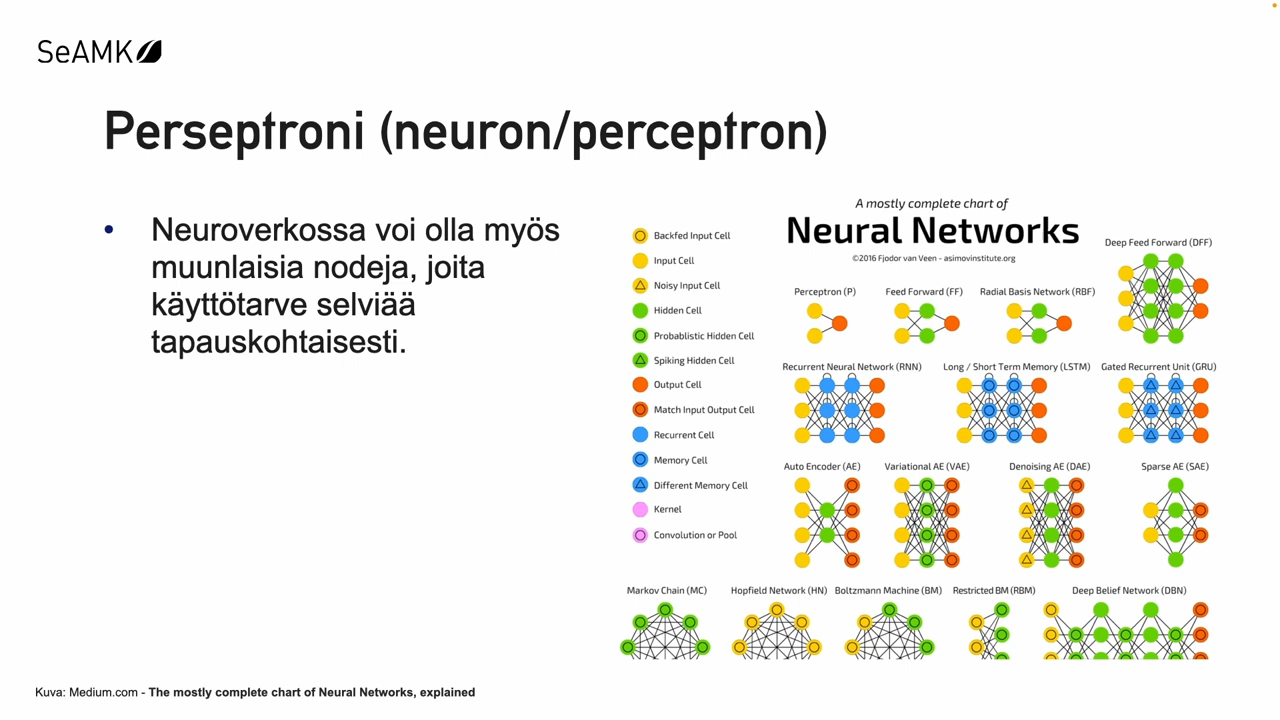 SeAMK
Perseptroni (neuron/perceptron)
• Neuroverkossa voi olla myös
muunlaisia nodeja, joita
käyttötarve selviää
tapauskohtaisesti.
A mostly complete chart of
Neural Networks
©2016 Fjodor van Veen - asimovinstitute.org
Backfed Input Cell
Input Cell
Noisy Input Cell
Hidden Cell
Probablistic Hidden Cell
Spiking Hidden Cell
Output Cell
Match Input Output Cell
Recurrent Cell
Memory Cell
Different Memory Cell
Kernel
Convolution or Pool
Deep Feed Forward (DFF)
Perceptron (P)
Feed Forward (FF)
Radial Basis Network (RBF)
Recurrent Neural Network (RNN)
Long / Short Term Memory (LSTM)
Gated Recurrent Unit (GRU)
Auto Encoder (AE)
Variational AE (VAE)
Denoising AE (DAE)
Sparse AE (SAE)
Markov Chain (MC)
Hopfield Network (HN)
Boltzmann Machine (BM)
Restricted BM (RBM)
Deep Belief Network (DBN)
Kuva: Medium.com - The mostly complete chart of Neural Networks, explained